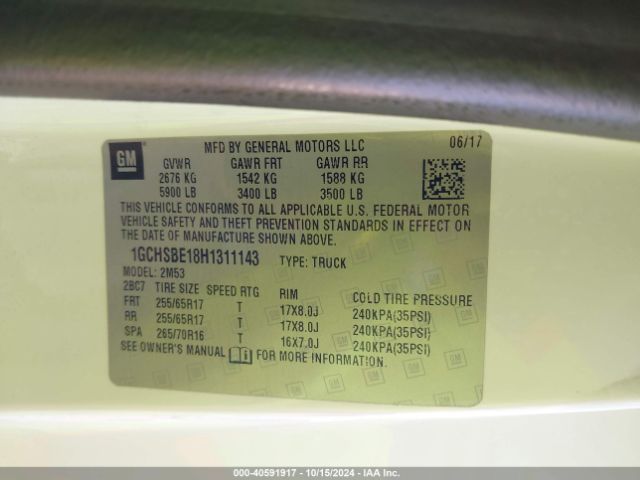 GM
MFD BY GENERAL MOTORS LLC 06/17
GVWR GAWR FRT GAWR RR
2676 KG 1542 KG 1588 KG
5900 LB 3400 LB 3500 LB
THIS VEHICLE CONFORMS TO ALL APPLICABLE U.S. FEDERAL MOTOR
VEHICLE SAFETY AND THEFT PREVENTION STANDARDS IN EFFECT ON
THE DATE OF MANUFACTURE SHOWN ABOVE.
1GCHSBE18H1311143 TYPE: TRUCK
MODEL: 2M53
2BC7 TIRE SIZE SPEED RTG RIM COLD TIRE PRESSURE
FRT 255/65R17 T 17X8.0J 240KPA(35PSI)
RR 255/65R17 T 17X8.0J 240KPA(35PSI)
SPA 265/70R16 T 16X7.0J 240KPA(35PSI)
SEE OWNER'S MANUAL FOR MORE INFORMATION.
000-40591917 - 10/15/2024 - IAA Inc.